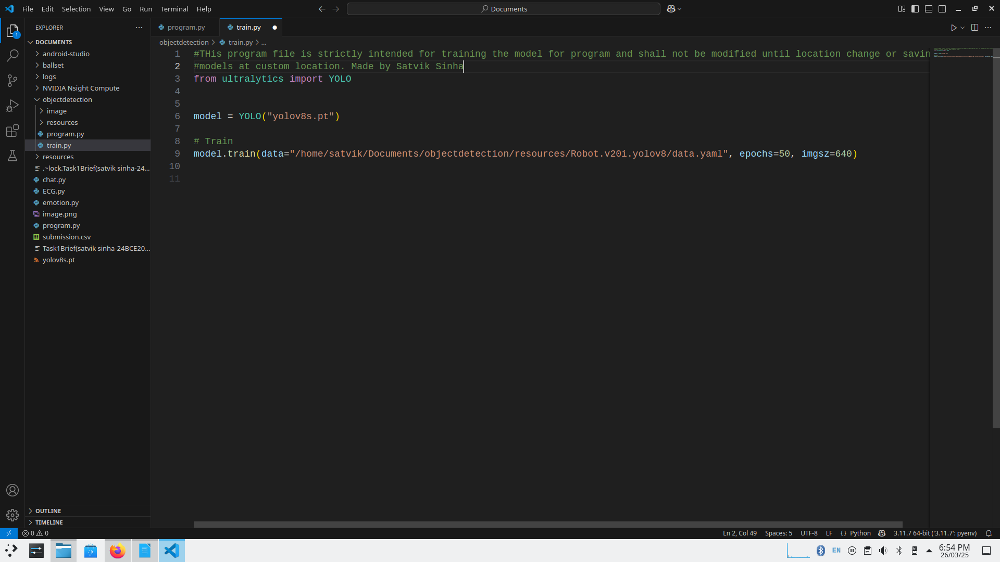 File Edit Selection View Go Run Terminal Help
Documents
EXPLORER
program.py
train.py
DOCUMENTS
objectdetection > train.py > ...
android-studio
ballset
logs
NVIDIA Nsight Compute
objectdetection
image
resources
program.py
train.py
resources
.~lock.Task1Brief(satvik sinha-24...
chat.py
ECG.py
emotion.py
image.png
program.py
submission.csv
Task1Brief(satvik sinha-24BCE20...
yolov8s.pt
1 #THis program file is strictly intended for training the model for program and shall not be modified until location change or savin
2 #models at custom location. Made by Satvik Sinha
3 from ultralytics import YOLO
4
5
6 model = YOLO("yolov8s.pt")
7
8 # Train
9 model.train(data="/home/satvik/Documents/objectdetection/resources/Robot.v20i.yolov8/data.yaml", epochs=50, imgsz=640)
10
11
OUTLINE
TIMELINE
0 0
Ln 2, Col 49 Spaces: 5 UTF-8 LF {} Python 3.11.7 64-bit ('3.11.7': pyenv)
1
EN
6:54 PM
26/03/25